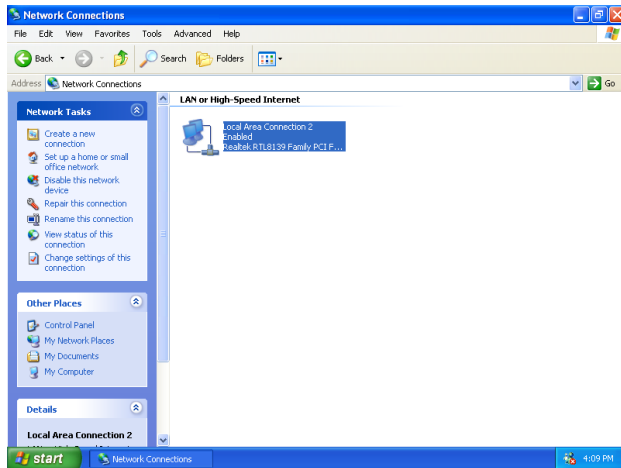 Network Connections
File Edit View Favorites Tools Advanced Help
Back Search Folders
Address Network Connections Go
Network Tasks
Create a new
connection
Set up a home or small
office network
Disable this network
device
Repair this connection
Rename this connection
View status of this
connection
Change settings of this
connection
Other Places
Control Panel
My Network Places
My Documents
My Computer
Details
Local Area Connection 2
LAN or High-Speed Internet
Local Area Connection 2
Enabled
Realtek RTL8139 Family PCI F...
start Network Connections 4:09 PM